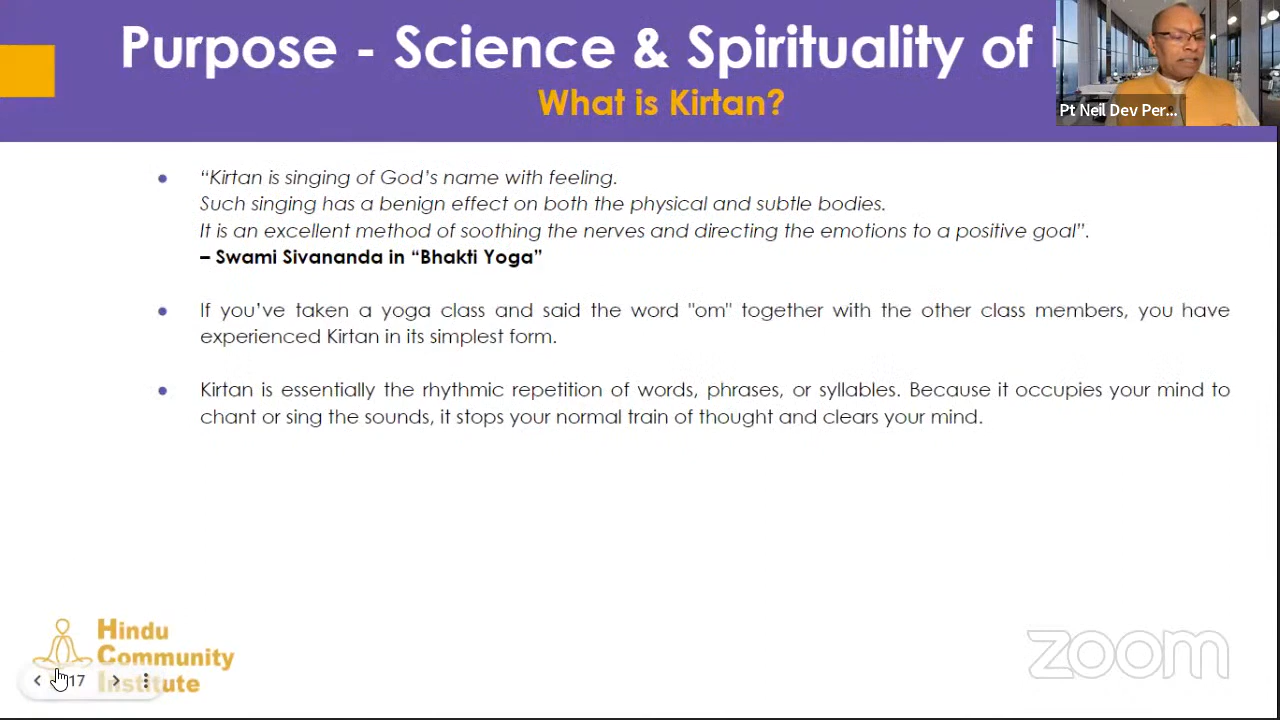 Purpose - Science & Spirituality of
What is Kirtan?
Pt Neil Dev Per...
● “Kirtan is singing of God’s name with feeling.
Such singing has a benign effect on both the physical and subtle bodies.
It is an excellent method of soothing the nerves and directing the emotions to a positive goal”.
– Swami Sivananda in “Bhakti Yoga”
● If you’ve taken a yoga class and said the word "om" together with the other class members, you have
experienced Kirtan in its simplest form.
● Kirtan is essentially the rhythmic repetition of words, phrases, or syllables. Because it occupies your mind to
chant or sing the sounds, it stops your normal train of thought and clears your mind.
Hindu
Community
Institute
17
zoom